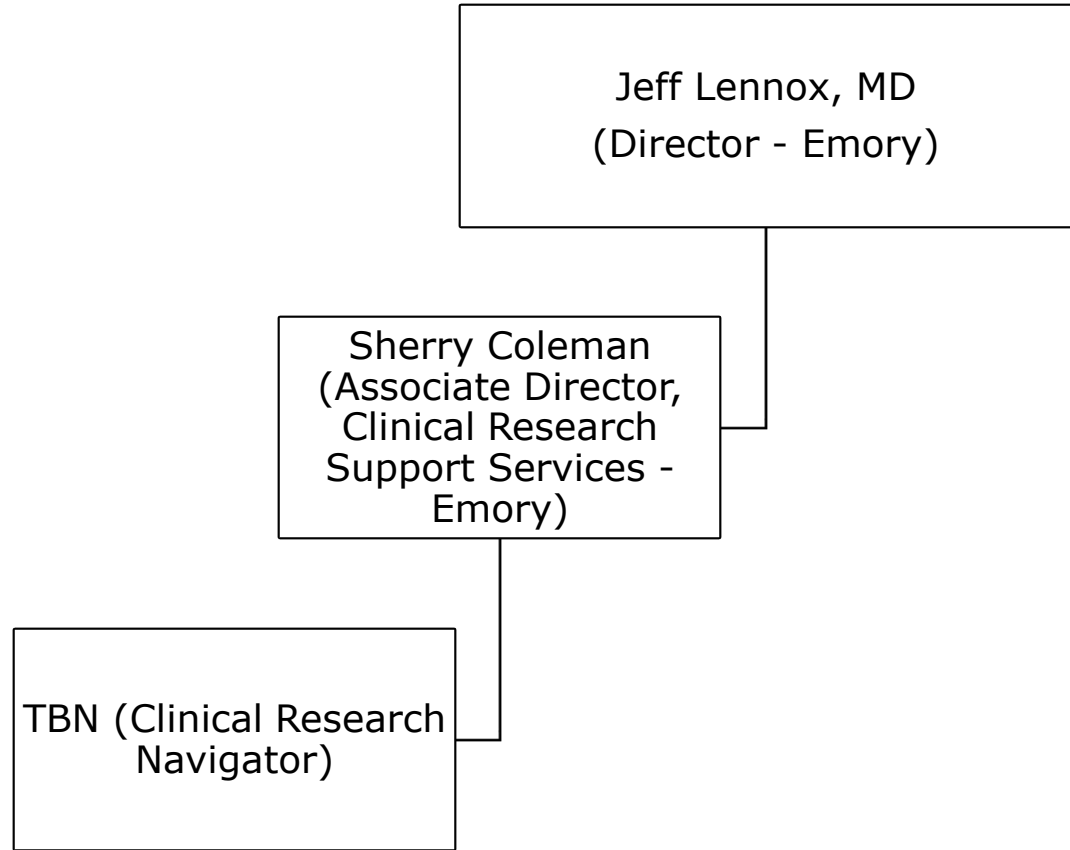 Jeff Lennox, MD
(Director - Emory)
Sherry Coleman
(Associate Director,
Clinical Research
Support Services -
Emory)
TBN (Clinical Research
Navigator)